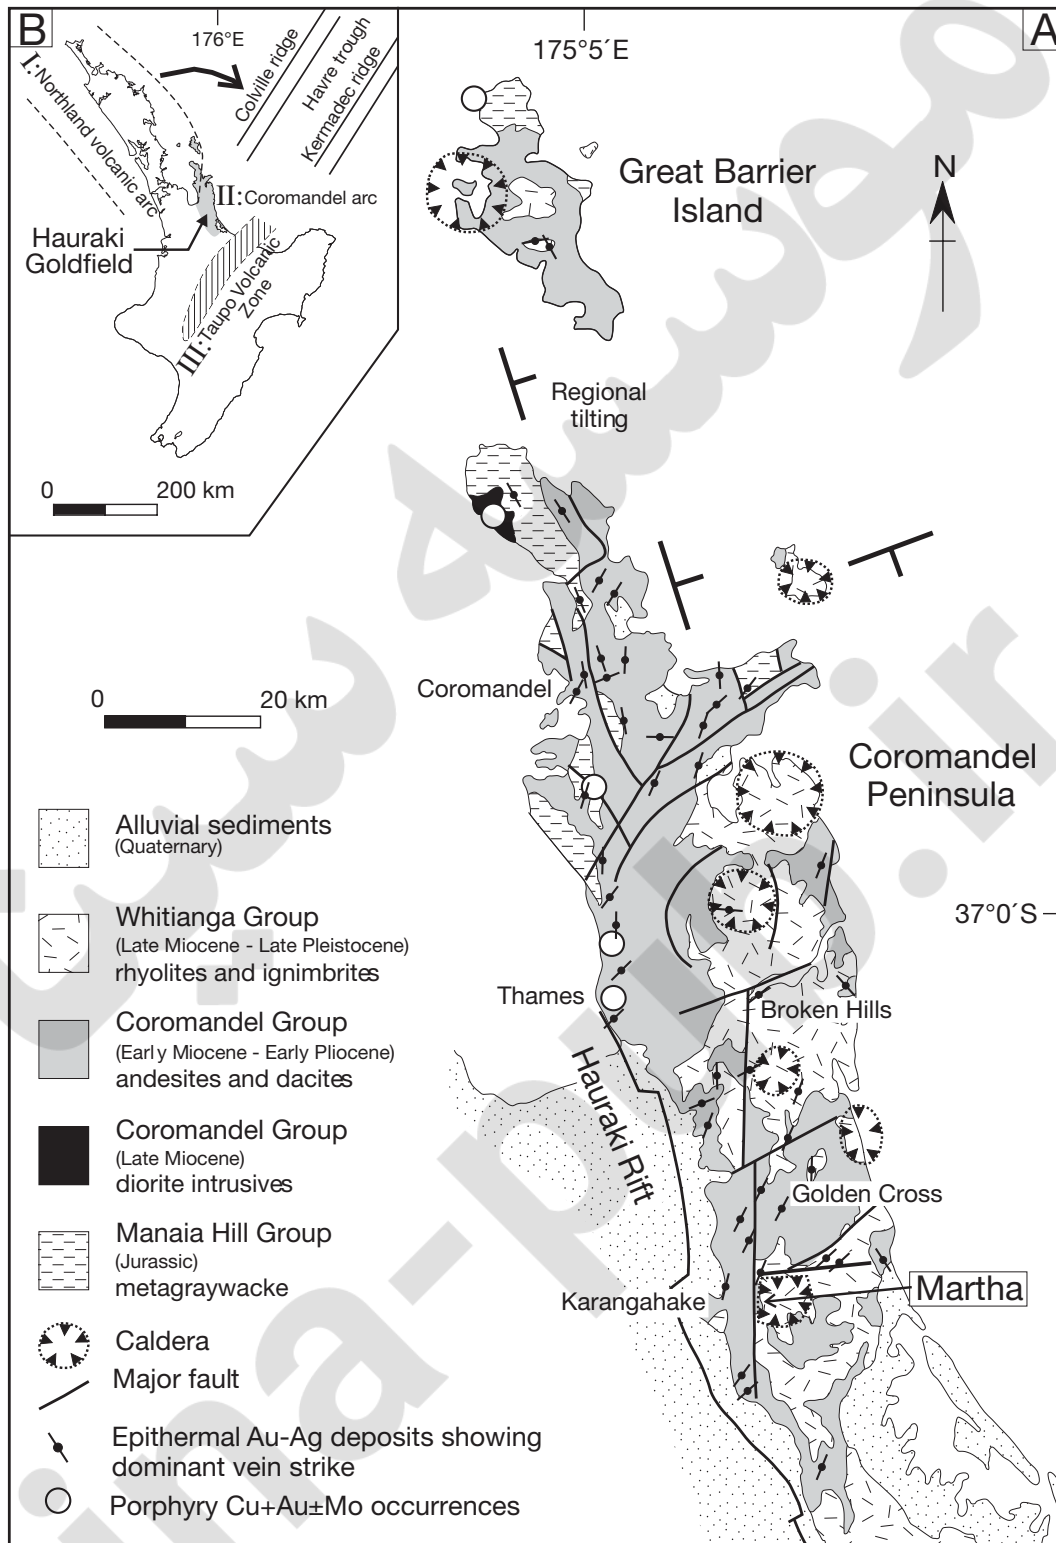 B
176°E
Colville ridge
Havre trough
Kermadec ridge
I: Northland volcanic arc
II: Coromandel arc
Hauraki
Goldfield
III: Taupo Volcanic
Zone
0 200 km
A
175°5´E
Great Barrier
Island
N
Regional
tilting
0 20 km
Coromandel
Coromandel
Peninsula
37°0´S
Thames
Broken Hills
Hauraki Rift
Golden Cross
Karangahake
Martha
Alluvial sediments
(Quaternary)
Whitianga Group
(Late Miocene - Late Pleistocene)
rhyolites and ignimbrites
Coromandel Group
(Early Miocene - Early Pliocene)
andesites and dacites
Coromandel Group
(Late Miocene)
diorite intrusives
Manaia Hill Group
(Jurassic)
metagraywacke
Caldera
Major fault
Epithermal Au-Ag deposits showing
dominant vein strike
Porphyry Cu+Au±Mo occurrences